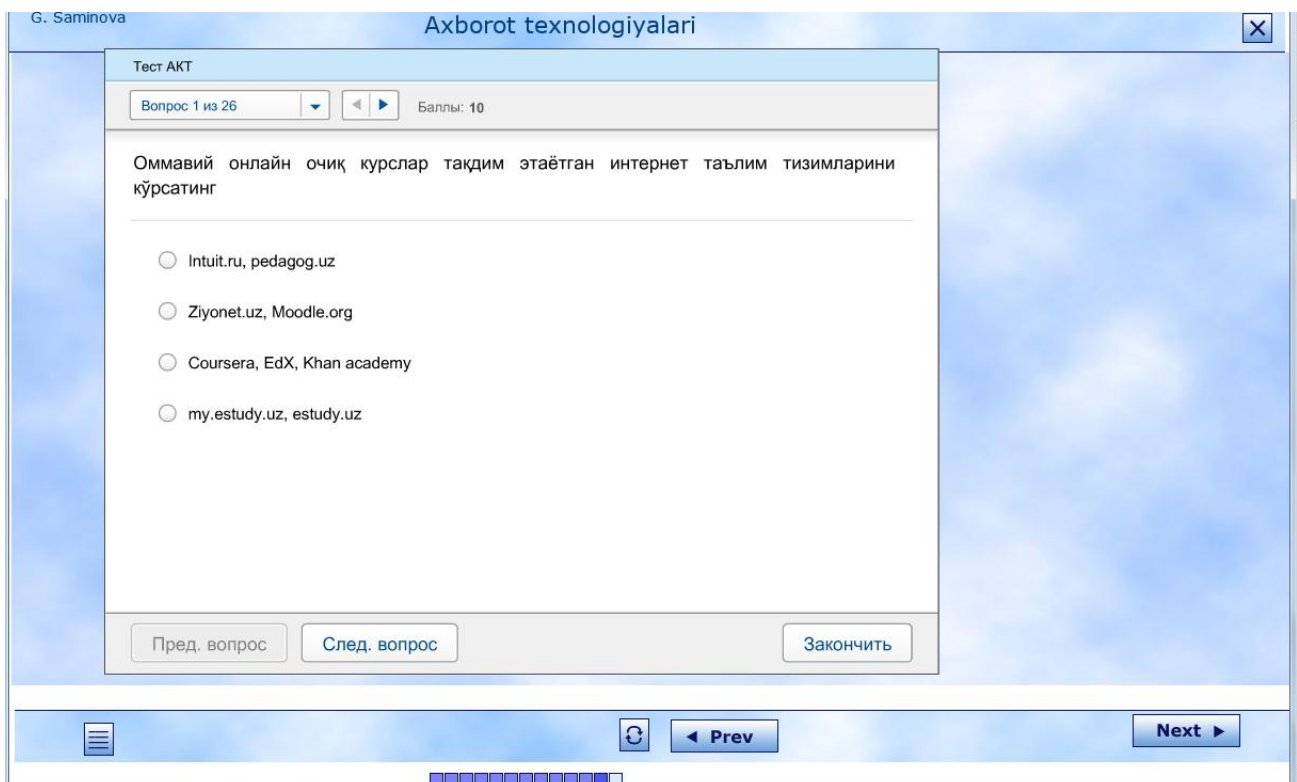 G. Saminova
Axborot texnologiyalari
Тест АКТ
Вопрос 1 из 26
Баллы: 10
Оммавий онлайн очиқ курслар тақдим этаётган интернет таълим тизимларини
кўрсатинг
Intuit.ru, pedagog.uz
Ziyonet.uz, Moodle.org
Coursera, EdX, Khan academy
my.estudy.uz, estudy.uz
Пред. вопрос
След. вопрос
Закончить
Prev
Next